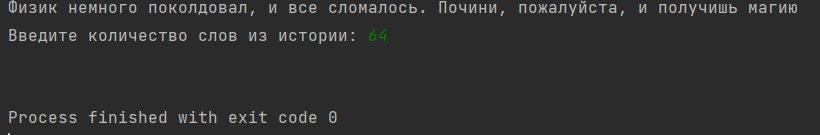 Физик немного поколдовал, и все сломалось. Почини, пожалуйста, и получишь магию
Введите количество слов из истории: 64
Process finished with exit code 0